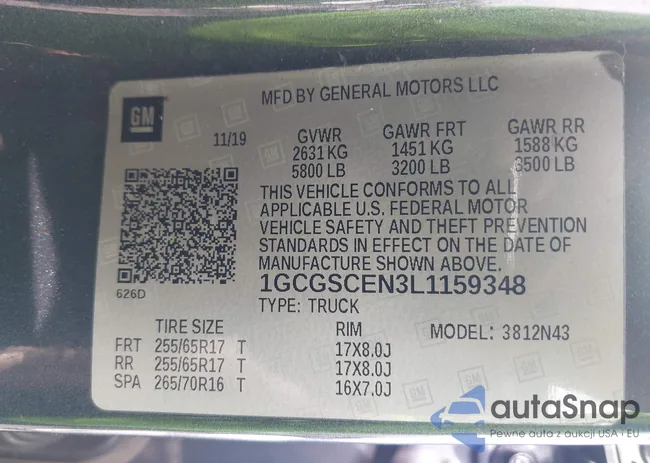 GM
MFD BY GENERAL MOTORS LLC
11/19 GVWR GAWR FRT GAWR RR
2631 KG 1451 KG 1588 KG
5800 LB 3200 LB 3500 LB
THIS VEHICLE CONFORMS TO ALL
APPLICABLE U.S. FEDERAL MOTOR
VEHICLE SAFETY AND THEFT PREVENTION
STANDARDS IN EFFECT ON THE DATE OF
MANUFACTURE SHOWN ABOVE.
626D
1GCGSCEN3L1159348
TYPE: TRUCK
TIRE SIZE RIM MODEL: 3812N43
FRT 255/65R17 T 17X8.0J
RR 255/65R17 T 17X8.0J
SPA 265/70R16 T 16X7.0J
autaSnap
Pewne auta z aukcji USA i EU